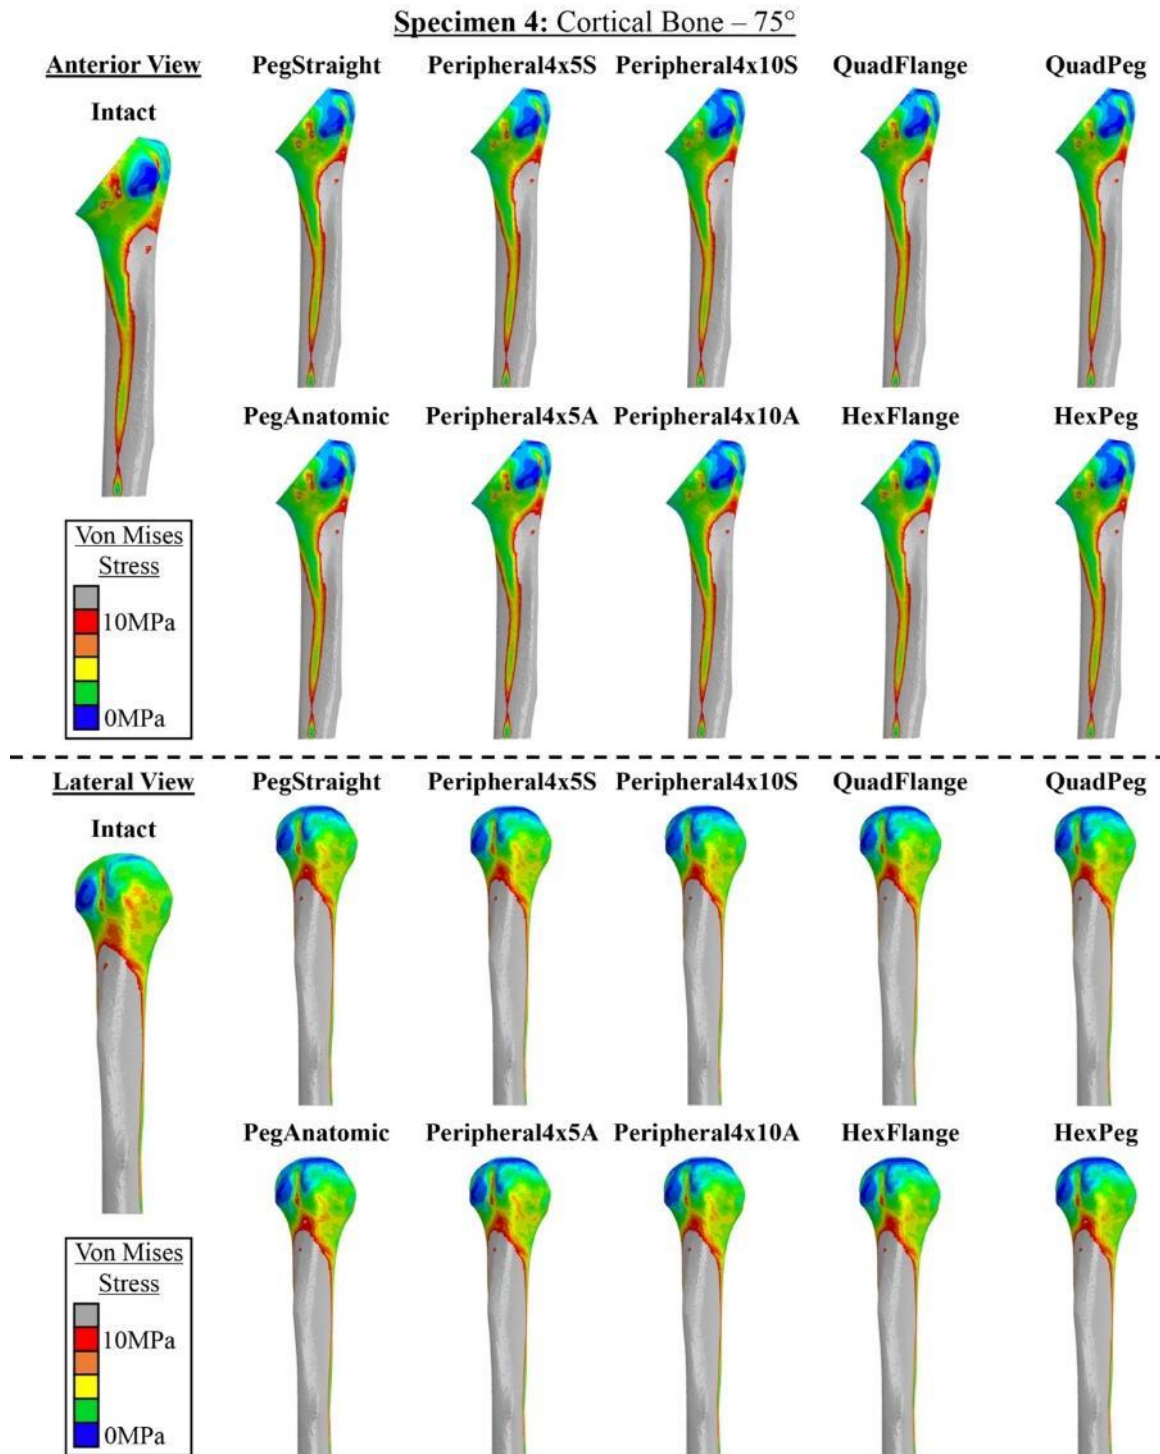 Specimen 4: Cortical Bone – 75°
Anterior View
PegStraight
Peripheral4x5S
Peripheral4x10S
QuadFlange
QuadPeg
Intact
PegAnatomic
Peripheral4x5A
Peripheral4x10A
HexFlange
HexPeg
Von Mises
Stress
10MPa
0MPa
Lateral View
PegStraight
Peripheral4x5S
Peripheral4x10S
QuadFlange
QuadPeg
Intact
PegAnatomic
Peripheral4x5A
Peripheral4x10A
HexFlange
HexPeg
Von Mises
Stress
10MPa
0MPa